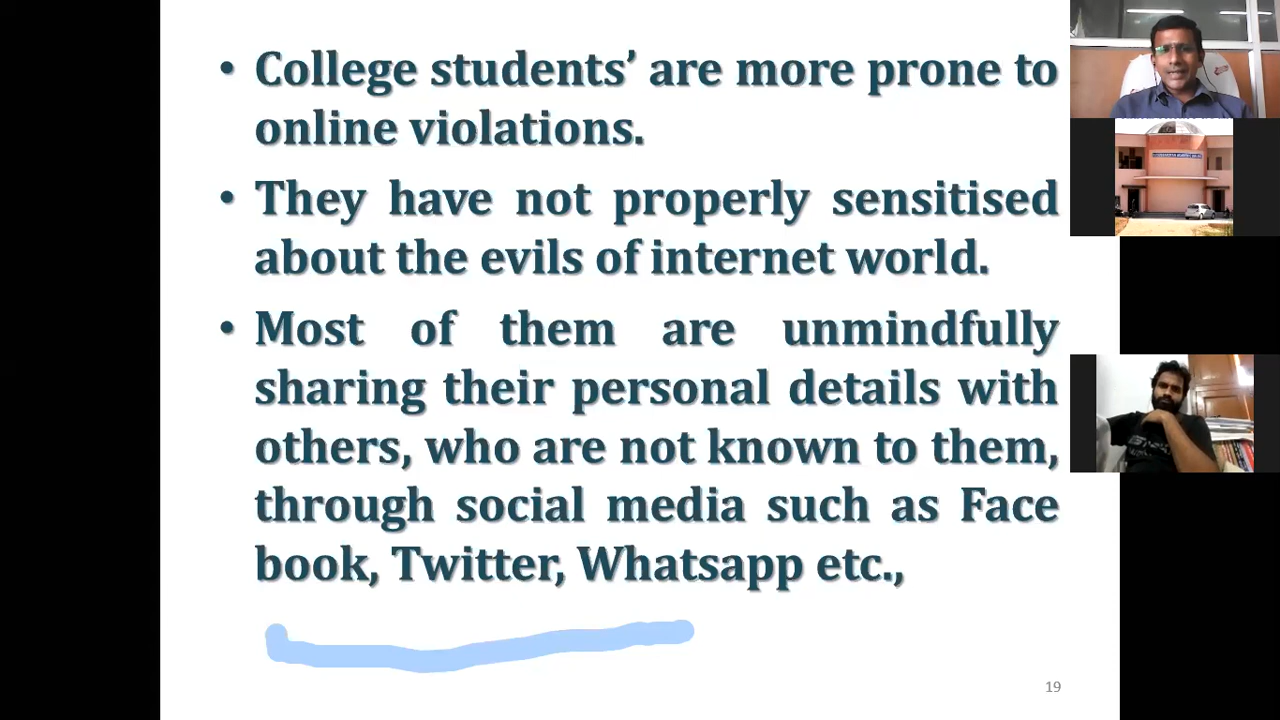 • College students’ are more prone to
online violations.
• They have not properly sensitised
about the evils of internet world.
• Most of them are unmindfully
sharing their personal details with
others, who are not known to them,
through social media such as Face
book, Twitter, Whatsapp etc.,
19